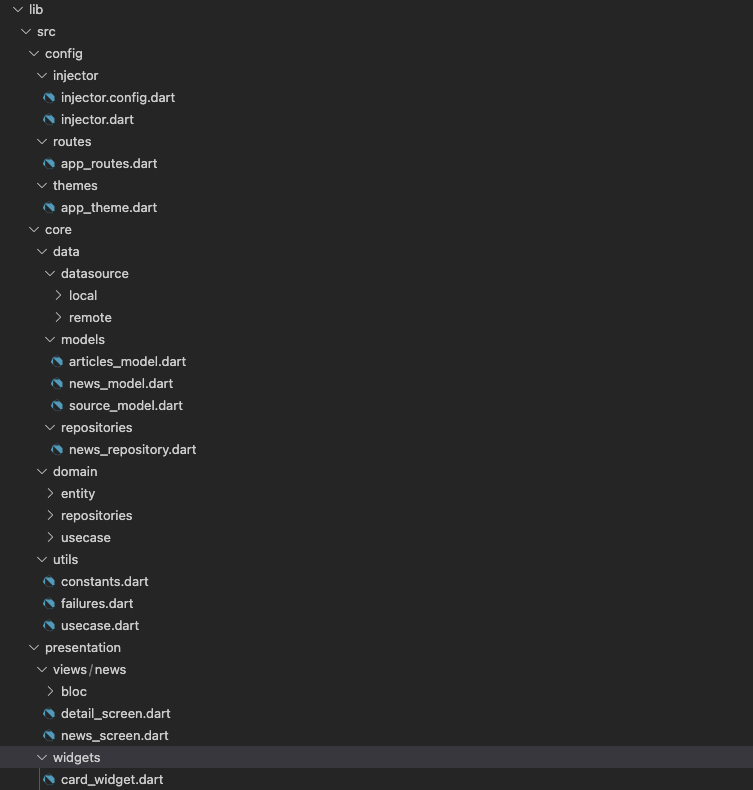 lib
src
config
injector
injector.config.dart
injector.dart
routes
app_routes.dart
themes
app_theme.dart
core
data
datasource
local
remote
models
articles_model.dart
news_model.dart
source_model.dart
repositories
news_repository.dart
domain
entity
repositories
usecase
utils
constants.dart
failures.dart
usecase.dart
presentation
views/news
bloc
detail_screen.dart
news_screen.dart
widgets
card_widget.dart